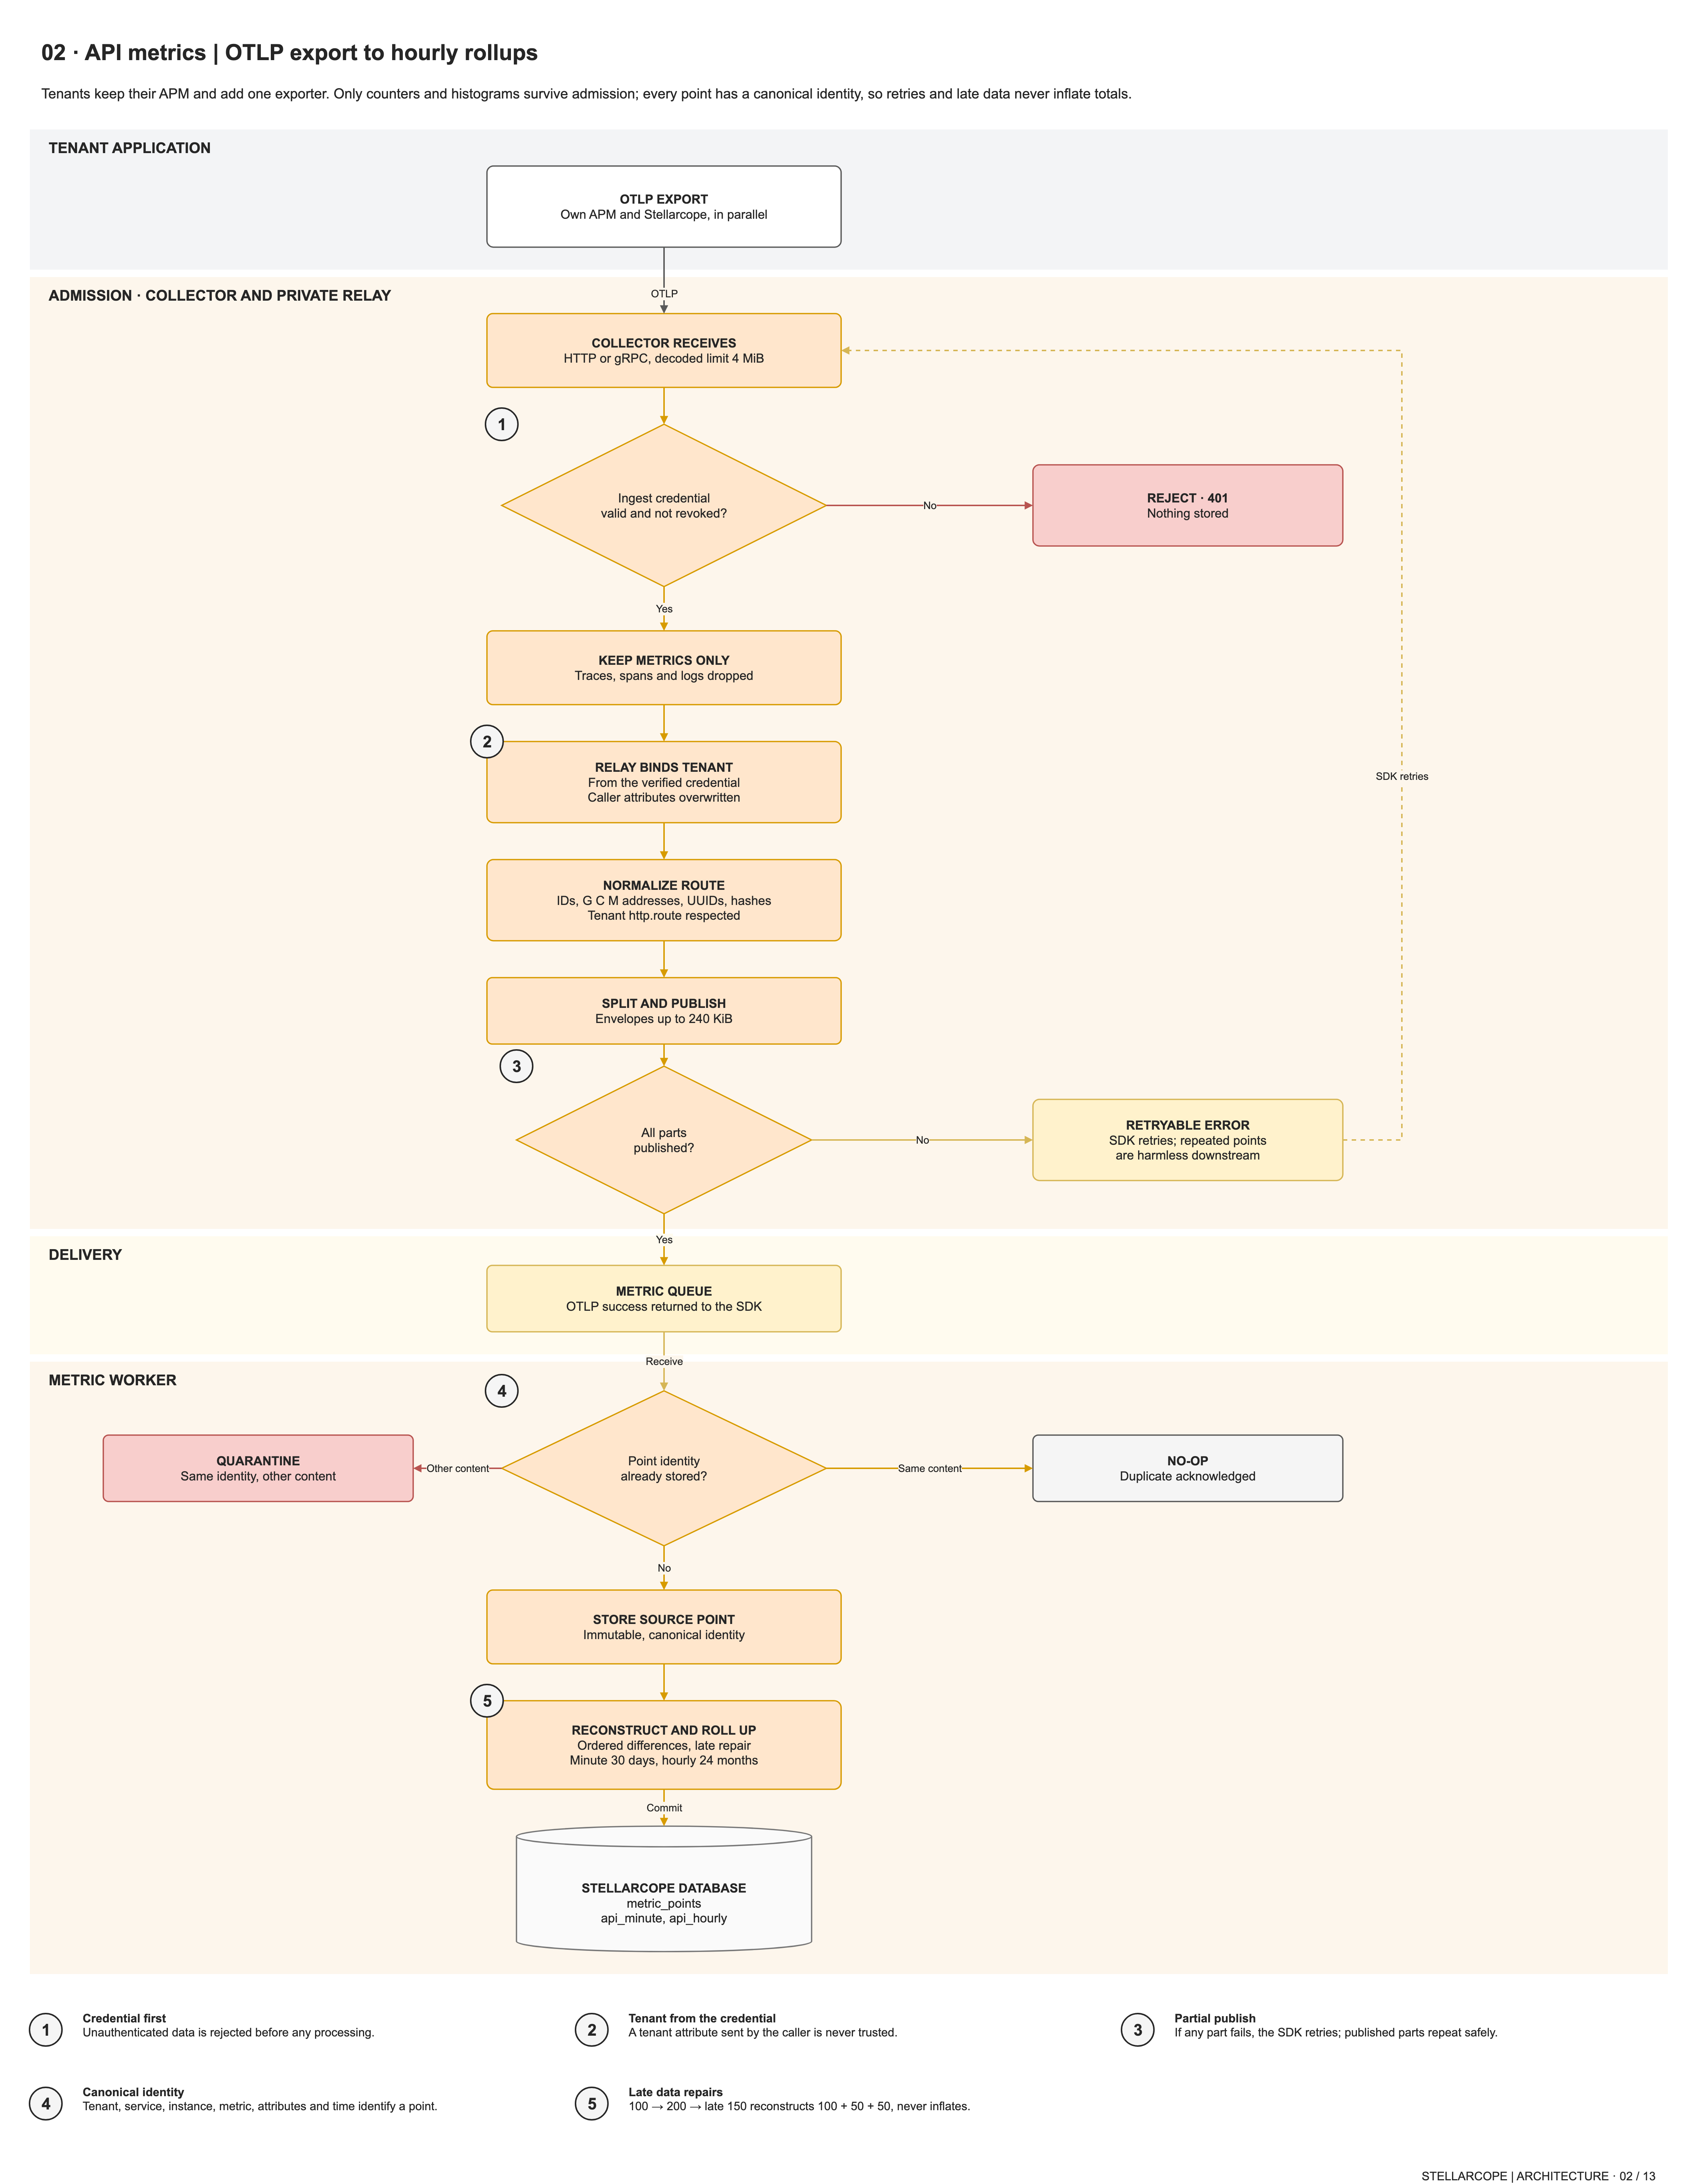 02 · API metrics | OTLP export to hourly rollups
Tenants keep their APM and add one exporter. Only counters and histograms survive admission; every point has a canonical identity, so retries and late data never inflate totals.
TENANT APPLICATION
OTLP EXPORT
Own APM and Stellarcope, in parallel
OTLP
ADMISSION · COLLECTOR AND PRIVATE RELAY
COLLECTOR RECEIVES
HTTP or gRPC, decoded limit 4 MiB
1
Ingest credential
valid and not revoked?
No
REJECT · 401
Nothing stored
Yes
KEEP METRICS ONLY
Traces, spans and logs dropped
2
RELAY BINDS TENANT
From the verified credential
Caller attributes overwritten
SDK retries
NORMALIZE ROUTE
IDs, G C M addresses, UUIDs, hashes
Tenant http.route respected
SPLIT AND PUBLISH
Envelopes up to 240 KiB
3
All parts
published?
No
RETRYABLE ERROR
SDK retries; repeated points
are harmless downstream
Yes
DELIVERY
METRIC QUEUE
OTLP success returned to the SDK
Receive
METRIC WORKER
4
QUARANTINE
Same identity, other content
Other content
Point identity
already stored?
Same content
NO-OP
Duplicate acknowledged
No
STORE SOURCE POINT
Immutable, canonical identity
5
RECONSTRUCT AND ROLL UP
Ordered differences, late repair
Minute 30 days, hourly 24 months
Commit
STELLARCOPE DATABASE
metric_points
api_minute, api_hourly
1
Credential first
Unauthenticated data is rejected before any processing.
2
Tenant from the credential
A tenant attribute sent by the caller is never trusted.
3
Partial publish
If any part fails, the SDK retries; published parts repeat safely.
4
Canonical identity
Tenant, service, instance, metric, attributes and time identify a point.
5
Late data repairs
100 → 200 → late 150 reconstructs 100 + 50 + 50, never inflates.
STELLARCOPE | ARCHITECTURE · 02 / 13